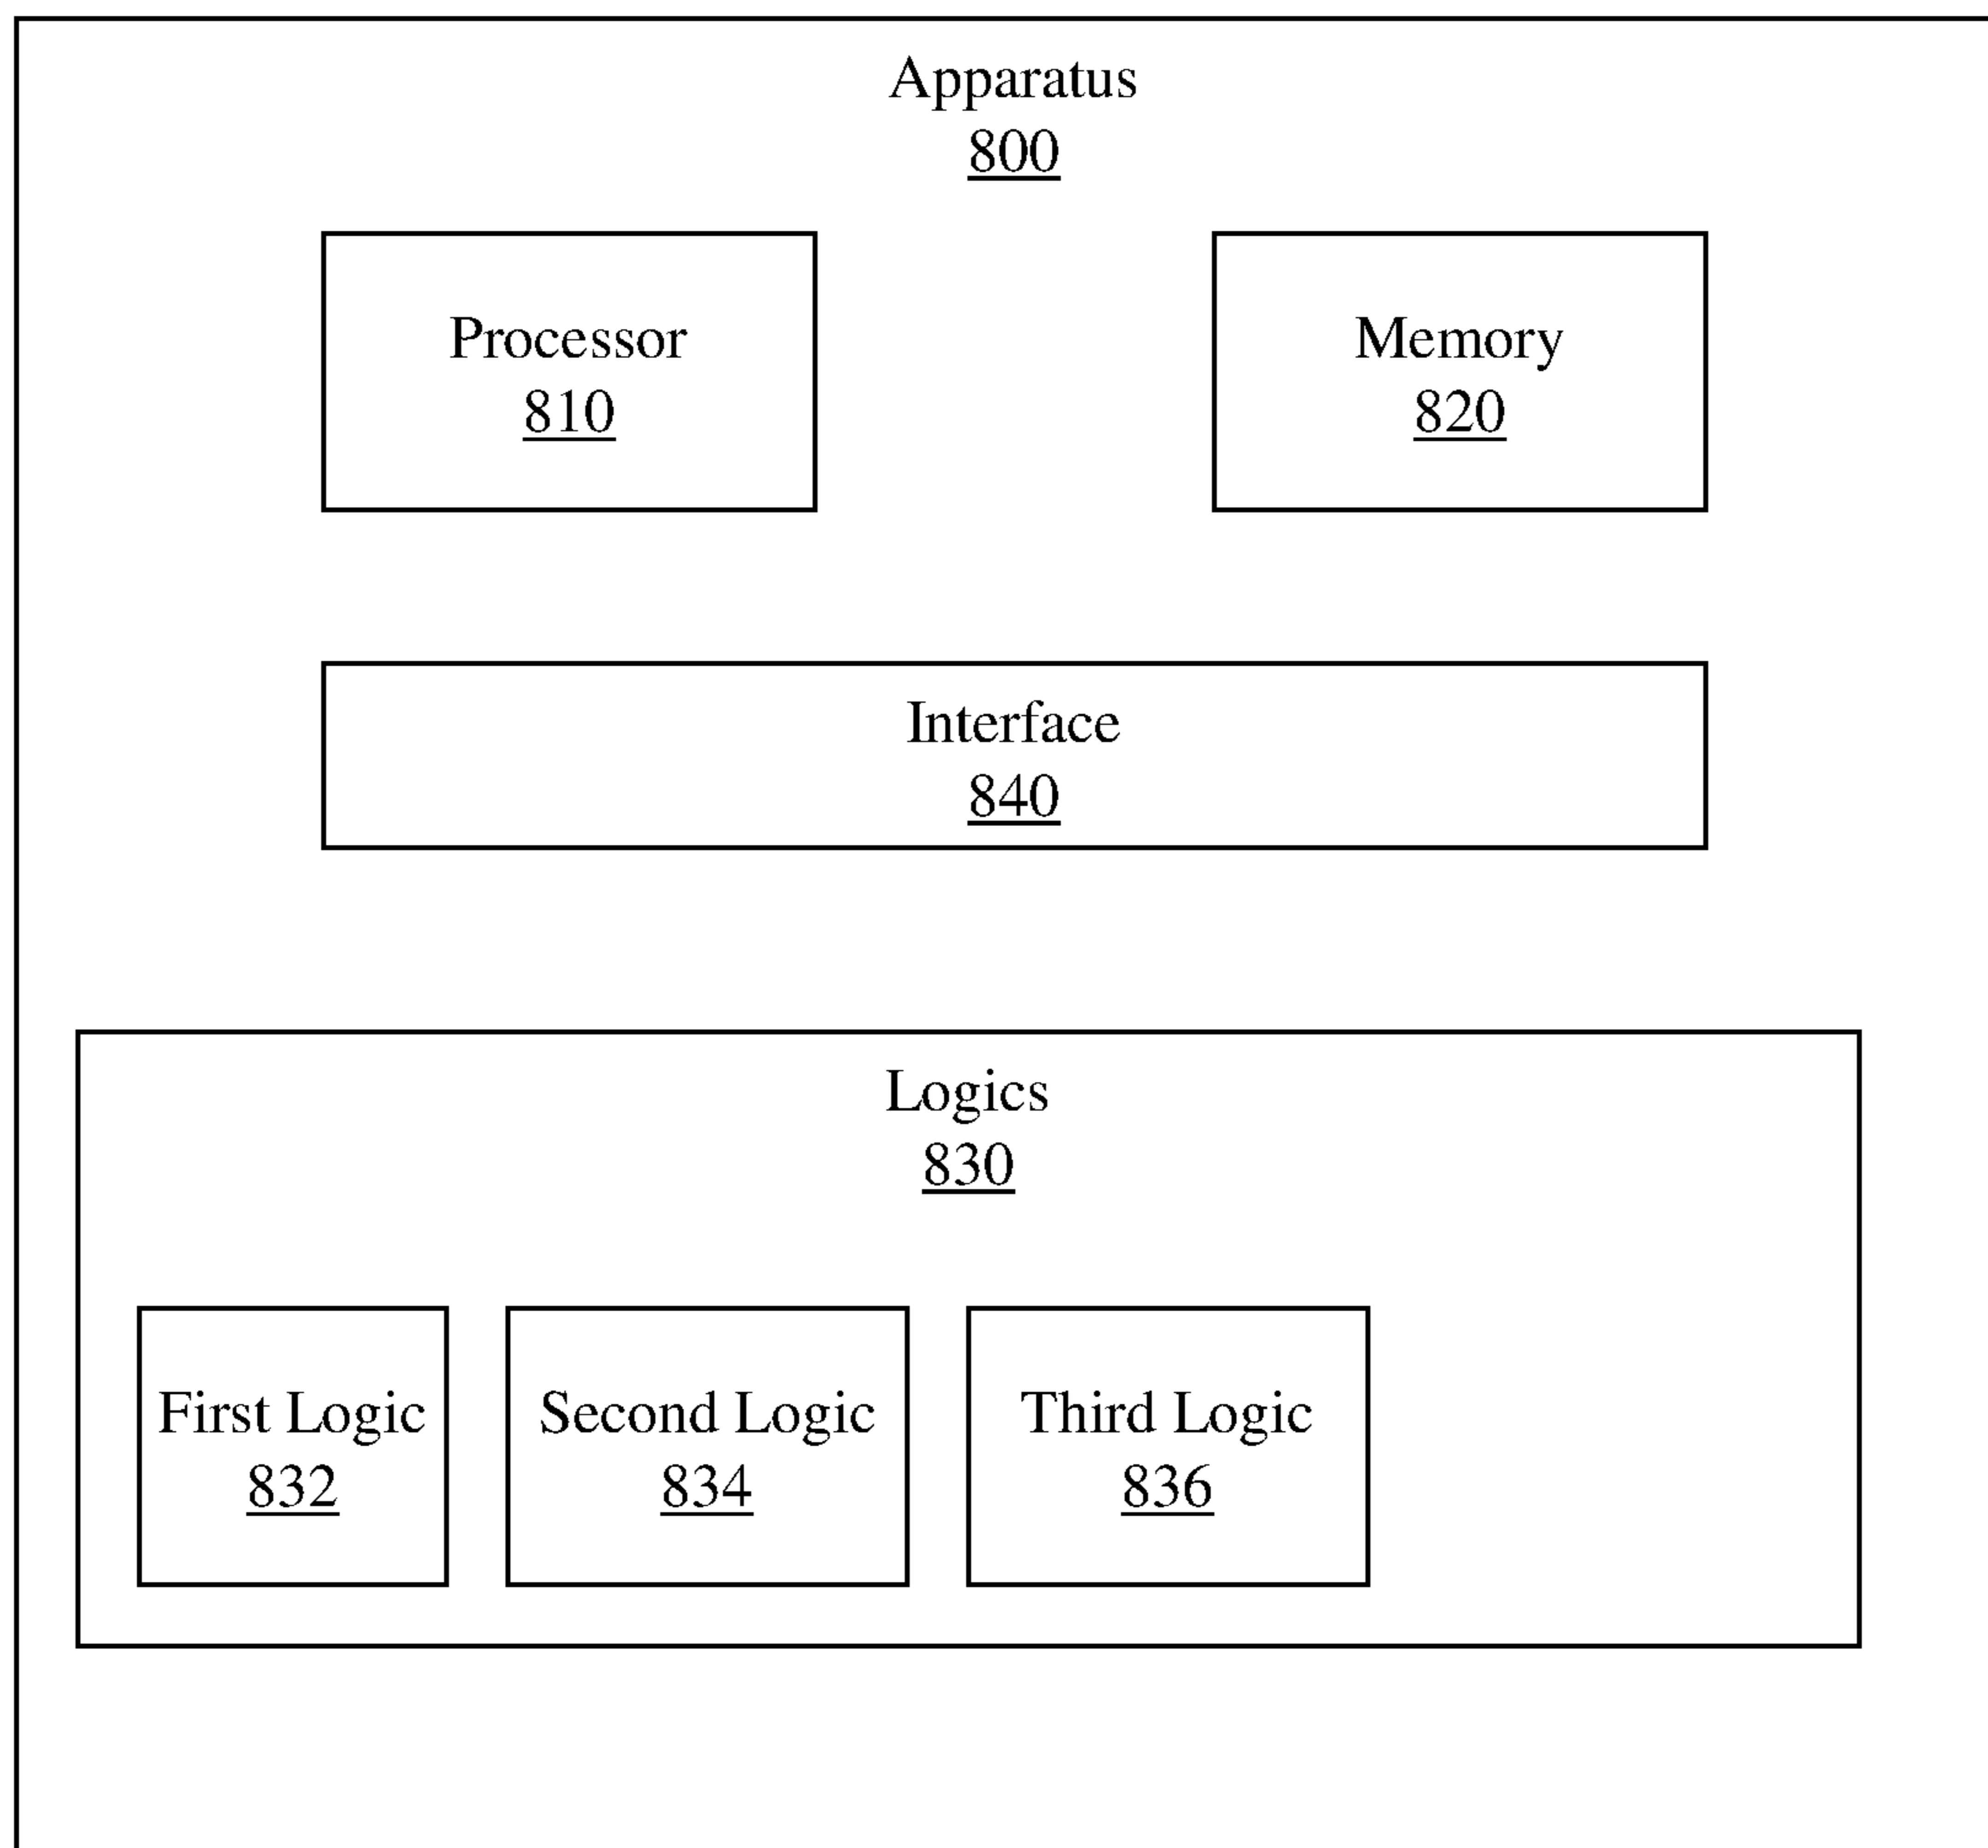 Apparatus
800
Processor
810
Memory
820
Interface
840
Logics
830
First Logic
832
Second Logic
834
Third Logic
836